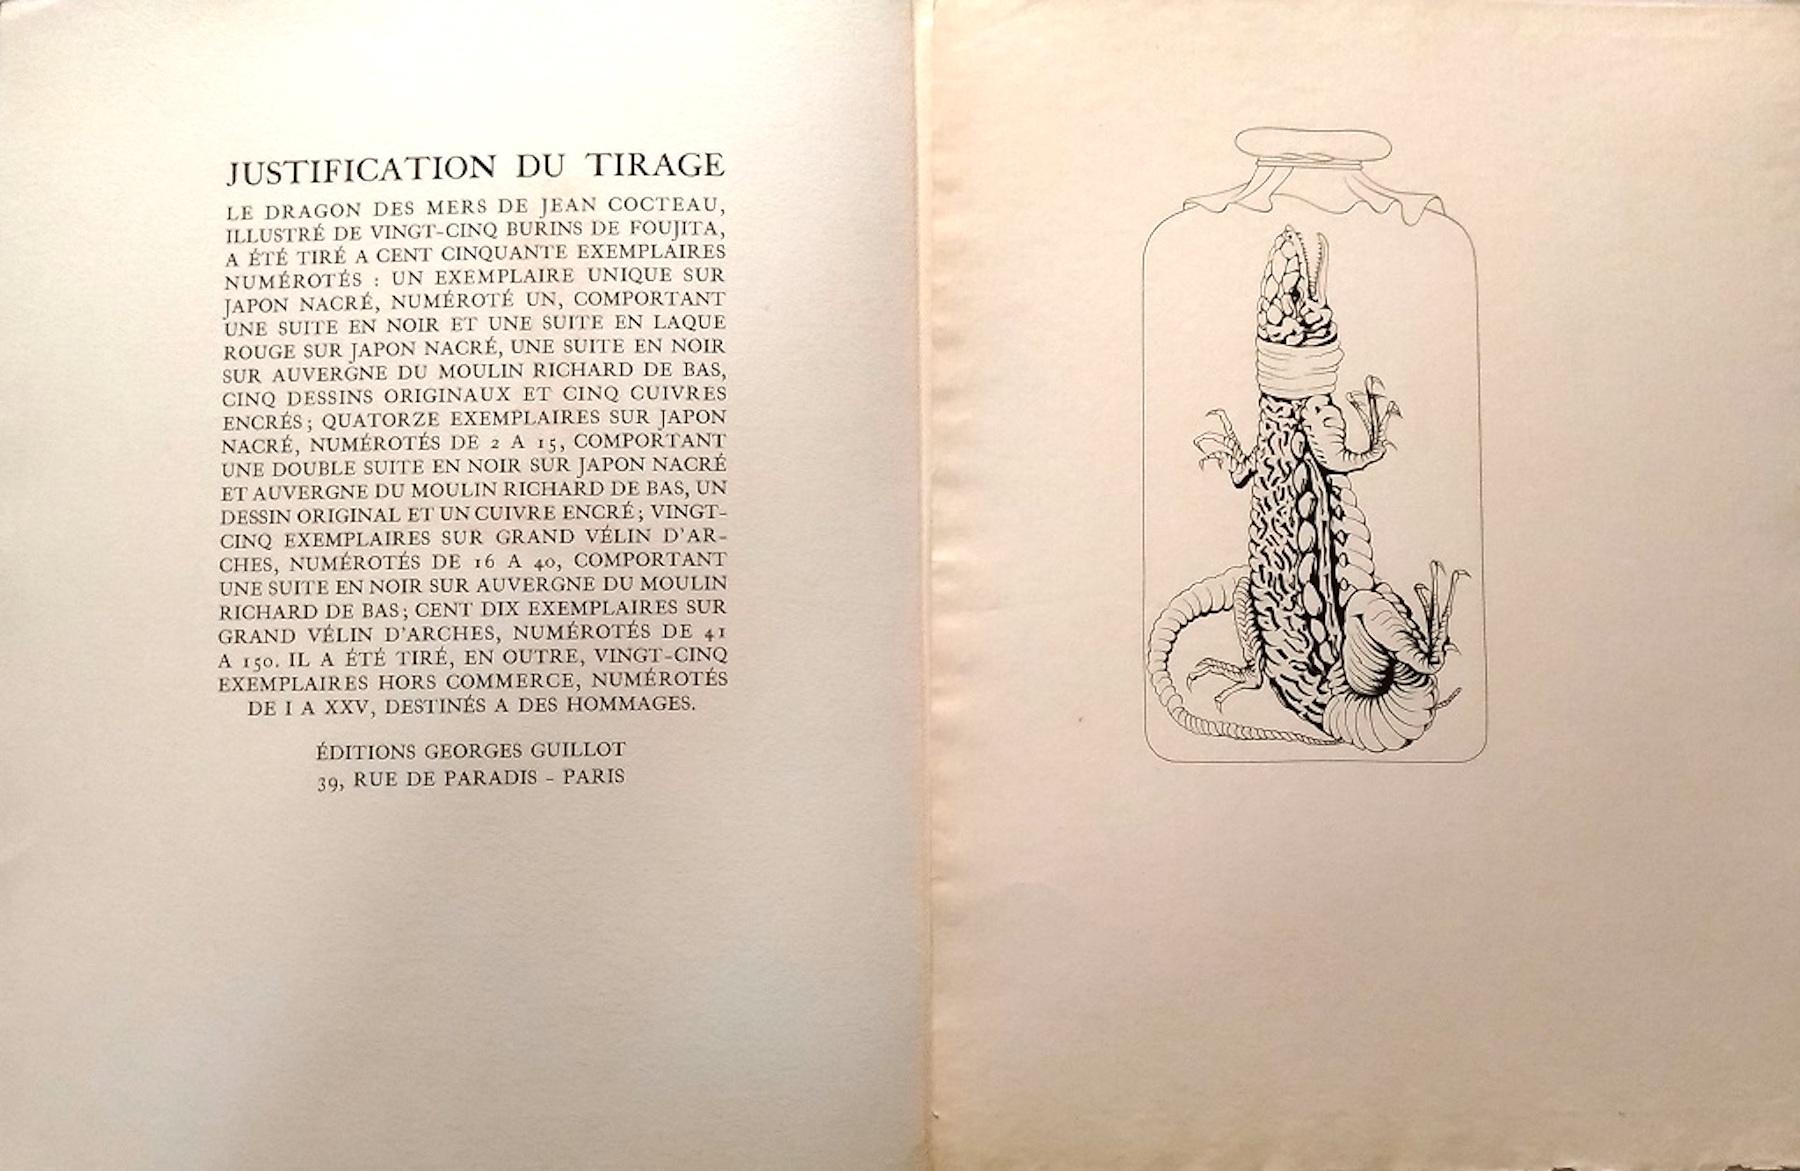 JUSTIFICATION DU TIRAGE
LE DRAGON DES MERS DE JEAN COCTEAU,
ILLUSTRÉ DE VINGT-CINQ BURINS DE FOUJITA,
A ÉTÉ TIRÉ A CENT CINQUANTE EXEMPLAIRES
NUMÉROTÉS : UN EXEMPLAIRE UNIQUE SUR
JAPON NACRÉ, NUMÉROTÉ UN, COMPORTANT
UNE SUITE EN NOIR ET UNE SUITE EN LAQUE
ROUGE SUR JAPON NACRÉ, UNE SUITE EN NOIR
SUR AUVERGNE DU MOULIN RICHARD DE BAS,
CINQ DESSINS ORIGINAUX ET CINQ CUIVRES
ENCRÉS ; QUATORZE EXEMPLAIRES SUR JAPON
NACRÉ, NUMÉROTÉS DE 2 A 15, COMPORTANT
UNE DOUBLE SUITE EN NOIR SUR JAPON NACRÉ
ET AUVERGNE DU MOULIN RICHARD DE BAS, UN
DESSIN ORIGINAL ET UN CUIVRE ENCRÉ ; VINGT-
CINQ EXEMPLAIRES SUR GRAND VÉLIN D'AR-
CHES, NUMÉROTÉS DE 16 A 40, COMPORTANT
UNE SUITE EN NOIR SUR AUVERGNE DU MOULIN
RICHARD DE BAS ; CENT DIX EXEMPLAIRES SUR
GRAND VÉLIN D'ARCHES, NUMÉROTÉS DE 41
A 150. IL A ÉTÉ TIRÉ, EN OUTRE, VINGT-CINQ
EXEMPLAIRES HORS COMMERCE, NUMÉROTÉS
DE I A XXV, DESTINÉS A DES HOMMAGES.
ÉDITIONS GEORGES GUILLOT
39, RUE DE PARADIS - PARIS